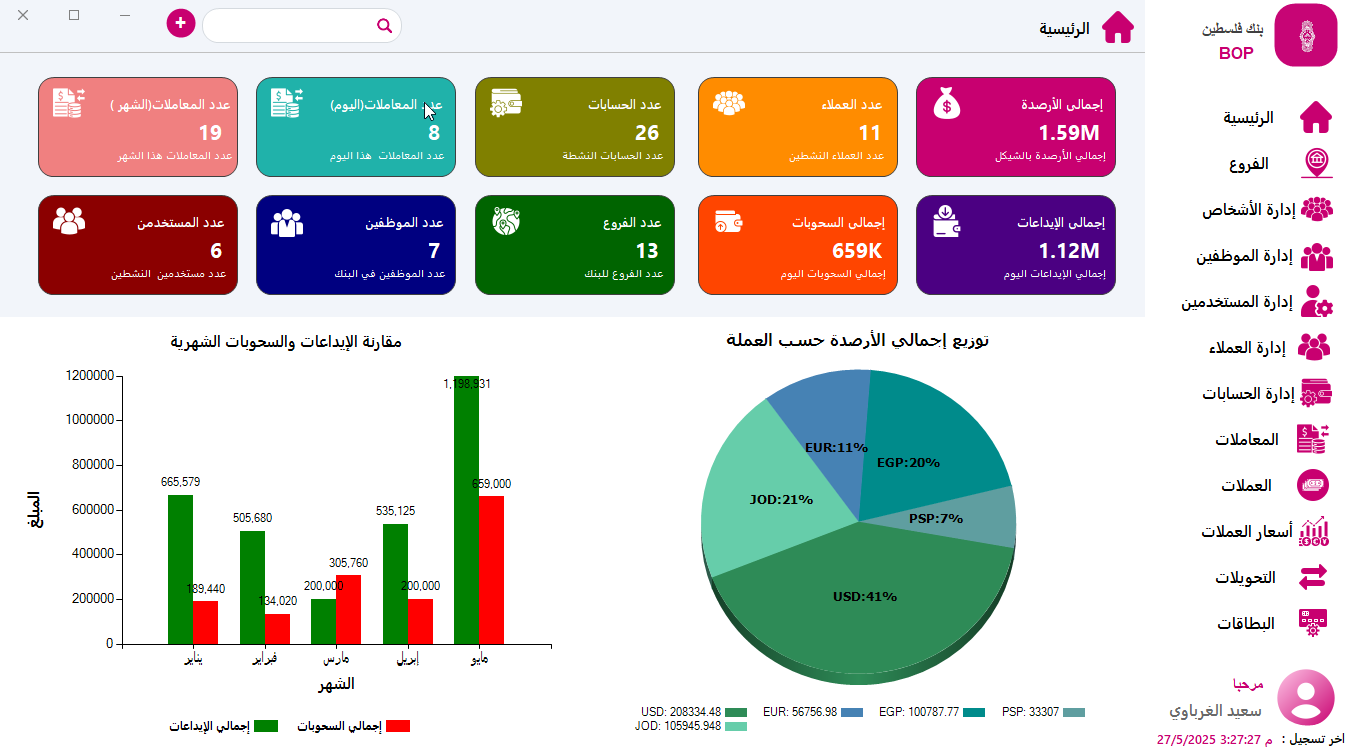 الرئيسية
+
بنك فلسطين
BOP
الرئيسية
الفروع
إدارة الأشخاص
إدارة الموظفين
إدارة المستخدمين
إدارة العملاء
إدارة الحسابات
المعاملات
العملات
أسعار العملات
التحويلات
البطاقات
مرحبا
سعيد الغرباوي
اخر تسجيل : 27/5/2025 3:27:27 م
إجمالي الأرصدة
1.59M
إجمالي الأرصدة بالشيكل
عدد العملاء
11
عدد العملاء النشطين
عدد الحسابات
26
عدد الحسابات النشطة
عدد المعاملات(اليوم)
8
عدد المعاملات هذا اليوم
عدد المعاملات(الشهر )
19
عدد المعاملات هذا الشهر
إجمالي الإيداعات
1.12M
إجمالي الإيداعات اليوم
إجمالي السحوبات
659K
إجمالي السحوبات اليوم
عدد الفروع
13
عدد الفروع للبنك
عدد الموظفين
7
عدد الموظفين في البنك
عدد المستخدمن
6
عدد مستخدمين النشطين
توزيع إجمالي الأرصدة حسب العملة
EUR:11%
EGP:20%
JOD:21%
PSP:7%
USD:41%
USD: 208334.48
EUR: 56756.98
EGP: 100787.77
PSP: 33307
JOD: 105945.948
مقارنة الإيداعات والسحوبات الشهرية
1200000
1000000
800000
600000
400000
200000
0
المبلغ
1,198,931
665,579
659,000
505,680
535,125
305,760
200,000
200,000
189,440
134,020
يناير
فبراير
مارس
إبريل
مايو
الشهر
إجمالي السحوبات
إجمالي الإيداعات